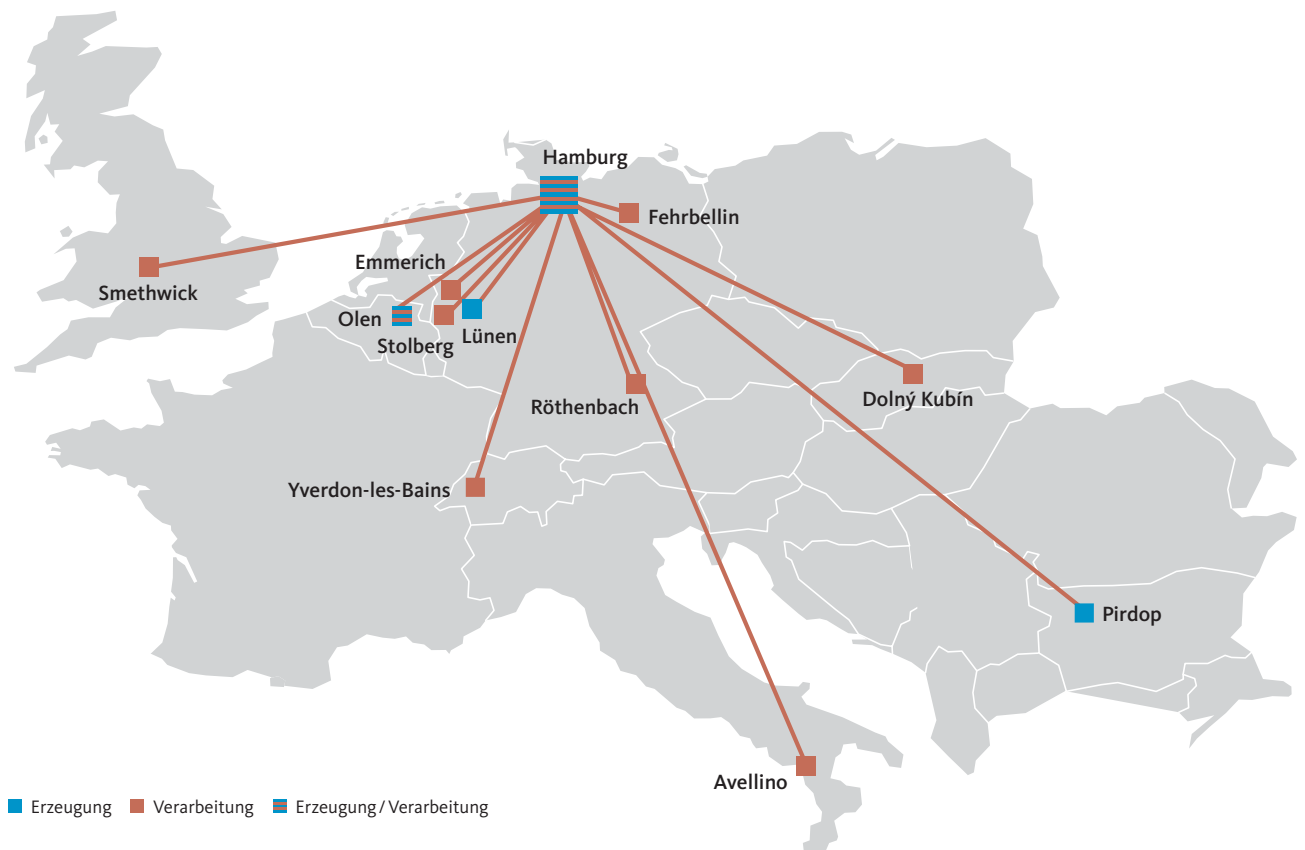 Hamburg
Fehrbellin
Emmerich
Smethwick
Olen
Lünen
Stolberg
Dolný Kubín
Röthenbach
Yverdon-les-Bains
Pirdop
Avellino
Erzeugung
Verarbeitung
Erzeugung / Verarbeitung